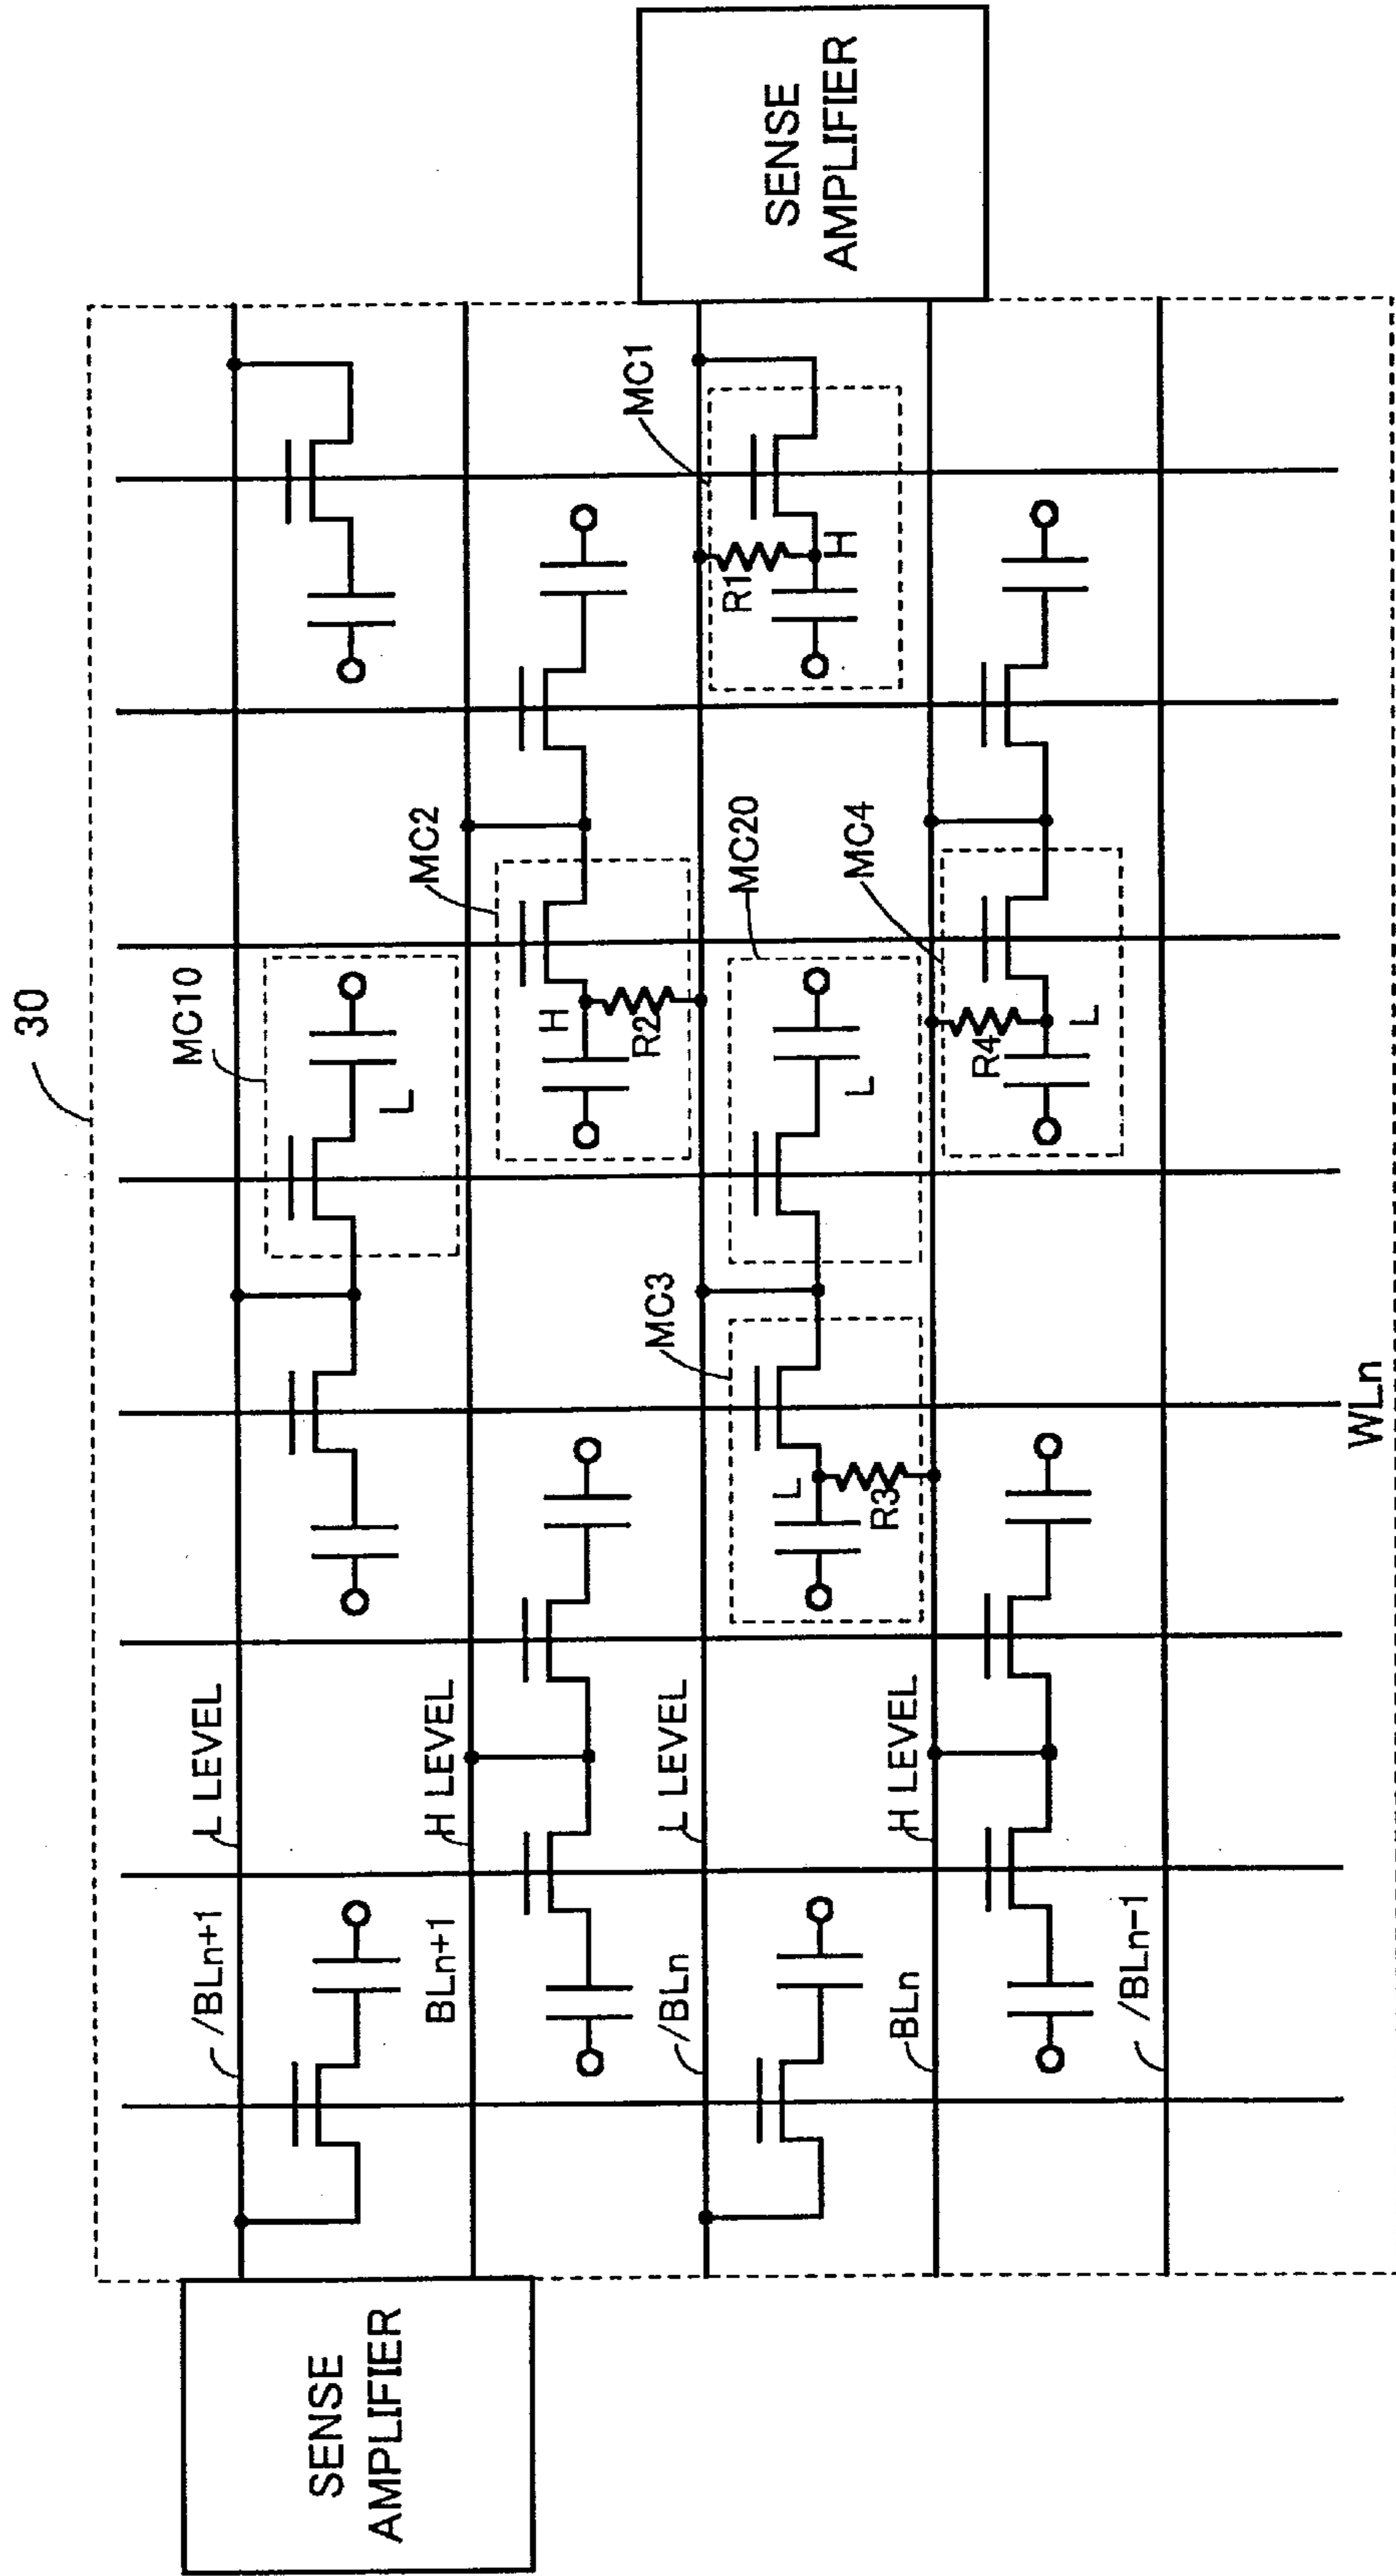 30
SENSE
AMPLIFIER
/BLn+1
L LEVEL
MC10
L
BLn+1
H LEVEL
MC2
H
R2
/BLn
L LEVEL
MC3
L
R3
MC20
L
MC1
R1
H
SENSE
AMPLIFIER
BLn
H LEVEL
MC4
R4
L
/BLn-1
WLn